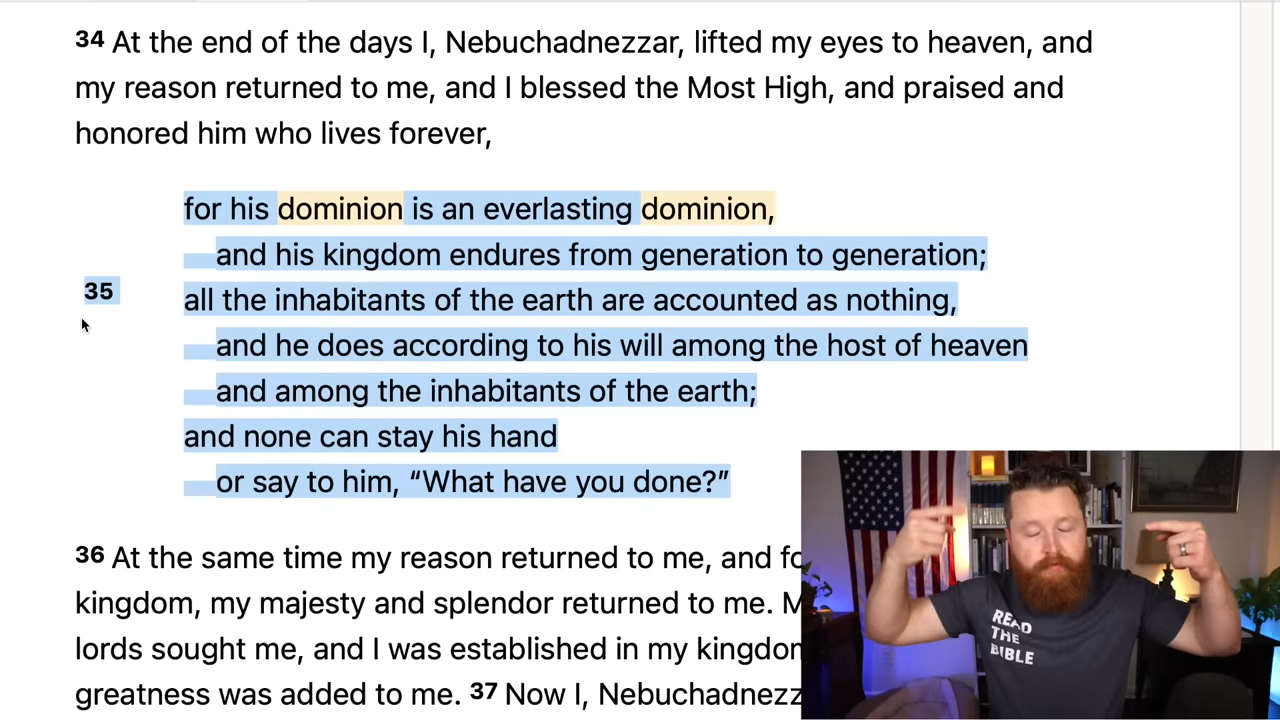 34 At the end of the days I, Nebuchadnezzar, lifted my eyes to heaven, and
my reason returned to me, and I blessed the Most High, and praised and
honored him who lives forever,
for his dominion is an everlasting dominion,
and his kingdom endures from generation to generation;
35 all the inhabitants of the earth are accounted as nothing,
and he does according to his will among the host of heaven
and among the inhabitants of the earth;
and none can stay his hand
or say to him, “What have you done?”
36 At the same time my reason returned to me, and
kingdom, my majesty and splendor returned to me.
lords sought me, and I was established in my
greatness was added to me. 37 Now I,
READ
THE
BIBLE